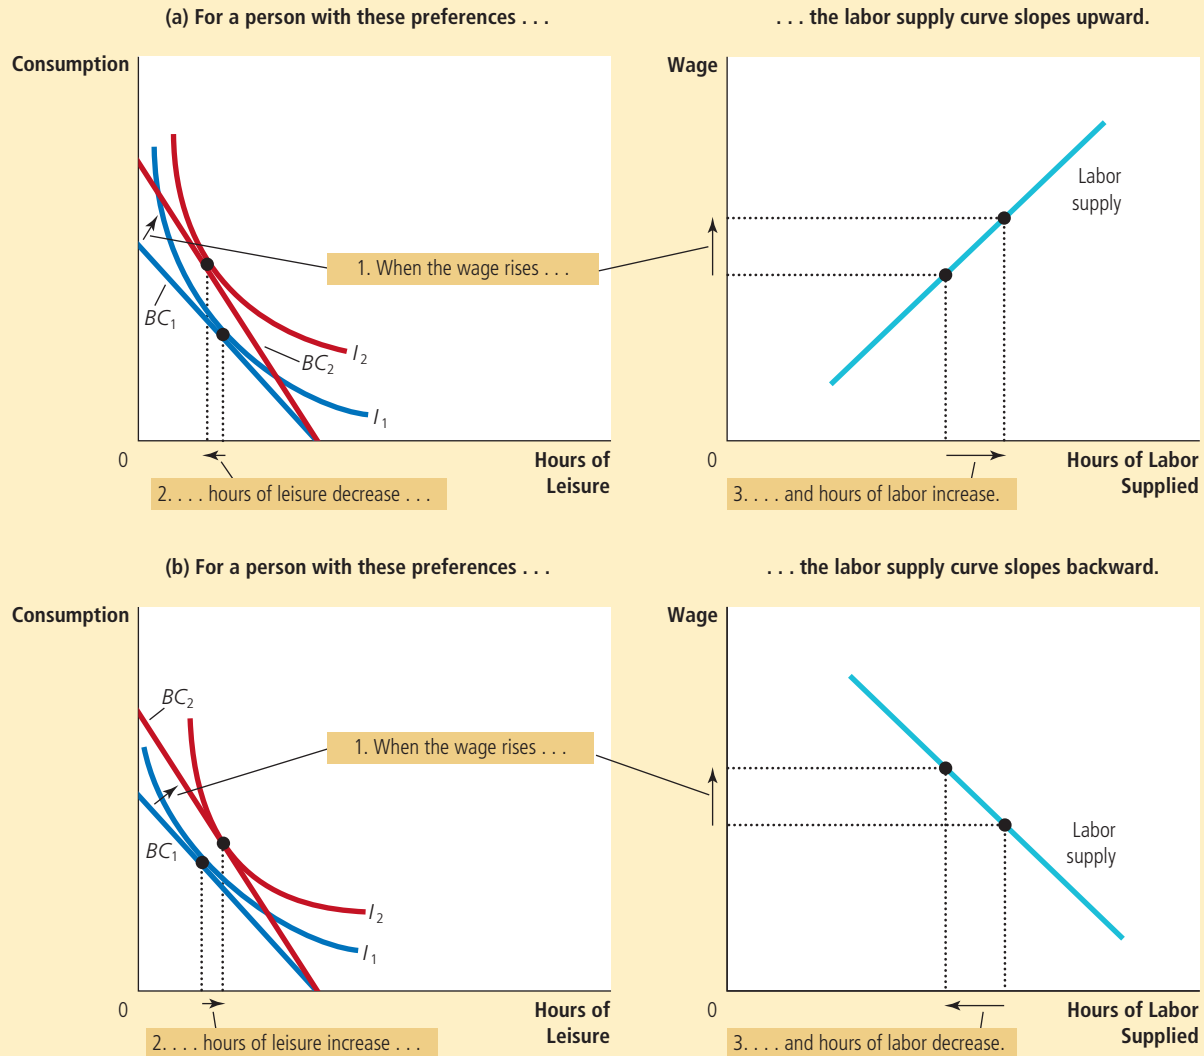 (a) For a person with these preferences . . .
. . . the labor supply curve slopes upward.
Consumption
BC1
1. When the wage rises . . .
I2
BC2
I1
0
Hours of
Leisure
2. . . . hours of leisure decrease . . .
Wage
Labor
supply
0
Hours of Labor
Supplied
3. . . . and hours of labor increase.
(b) For a person with these preferences . . .
. . . the labor supply curve slopes backward.
Consumption
BC2
1. When the wage rises . . .
BC1
I2
I1
0
Hours of
Leisure
2. . . . hours of leisure increase . . .
Wage
Labor
supply
0
Hours of Labor
Supplied
3. . . . and hours of labor decrease.